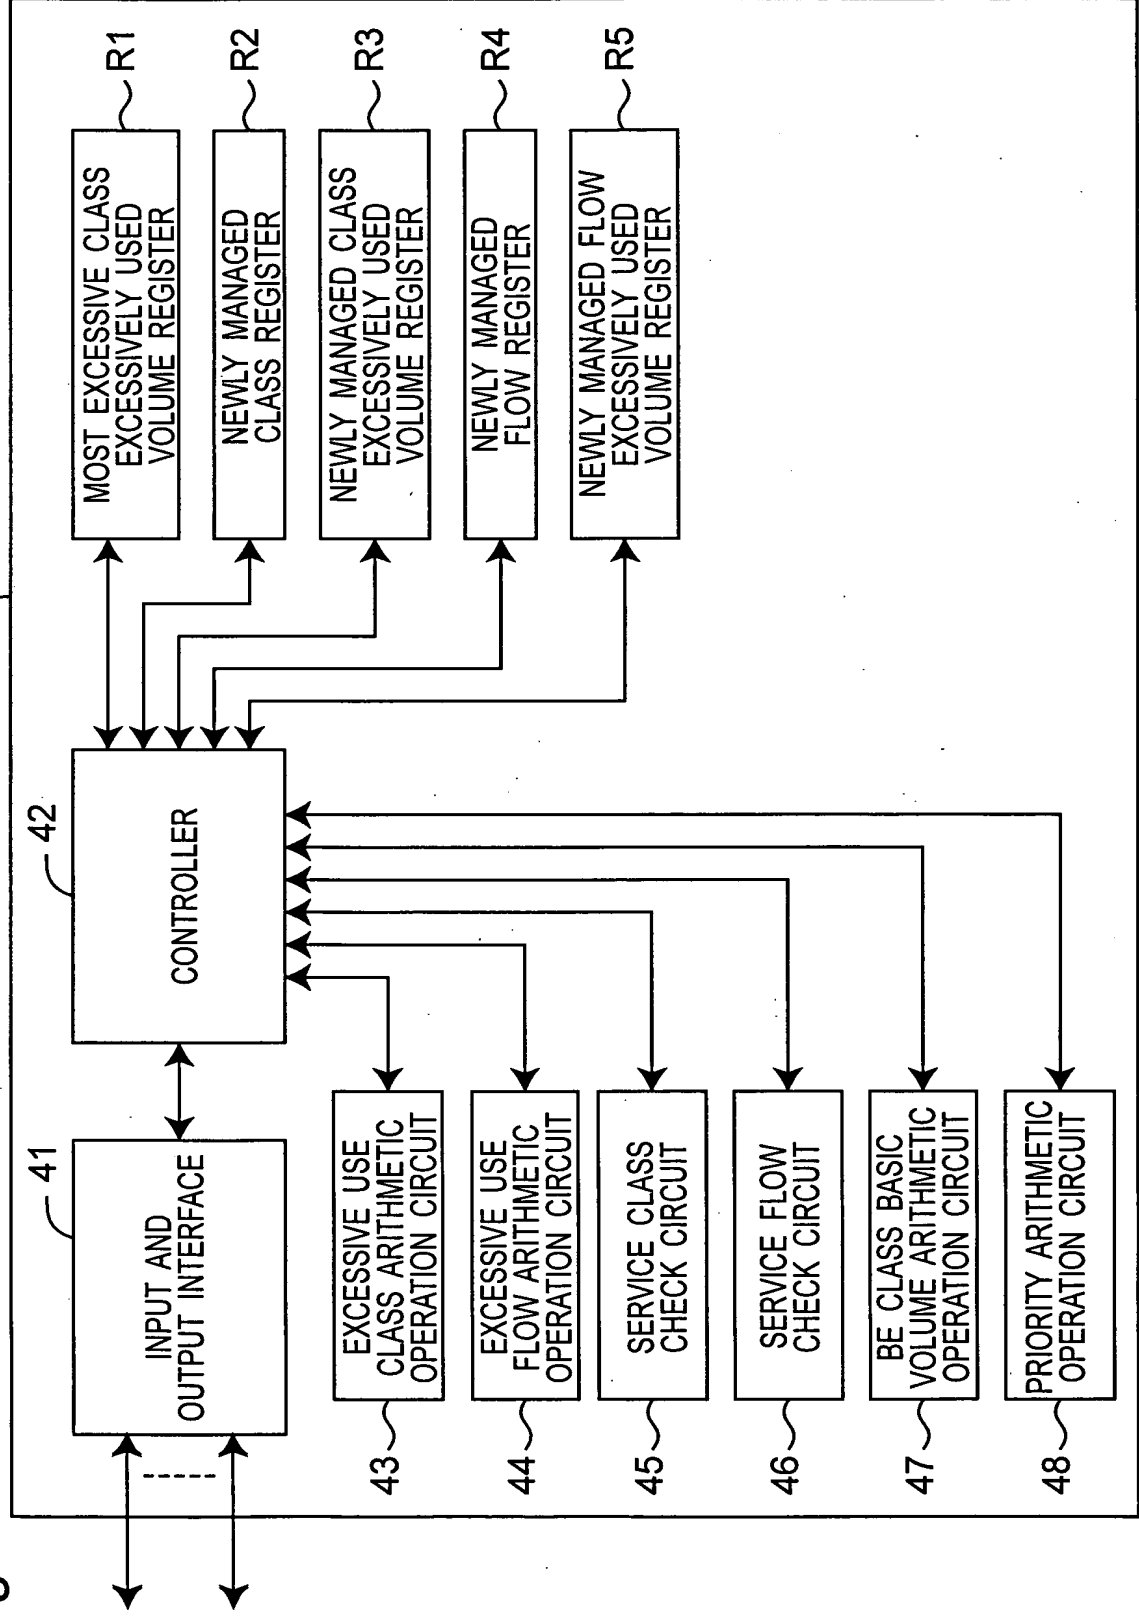 41
INPUT AND
OUTPUT INTERFACE
42
CONTROLLER
MOST EXCESSIVE CLASS
EXCESSIVELY USED
VOLUME REGISTER
R1
NEWLY MANAGED
CLASS REGISTER
R2
NEWLY MANAGED CLASS
EXCESSIVELY USED
VOLUME REGISTER
R3
NEWLY MANAGED
FLOW REGISTER
R4
NEWLY MANAGED FLOW
EXCESSIVELY USED
VOLUME REGISTER
R5
43
EXCESSIVE USE
CLASS ARITHMETIC
OPERATION CIRCUIT
44
EXCESSIVE USE
FLOW ARITHMETIC
OPERATION CIRCUIT
45
SERVICE CLASS
CHECK CIRCUIT
46
SERVICE FLOW
CHECK CIRCUIT
47
BE CLASS BASIC
VOLUME ARITHMETIC
OPERATION CIRCUIT
48
PRIORITY ARITHMETIC
OPERATION CIRCUIT